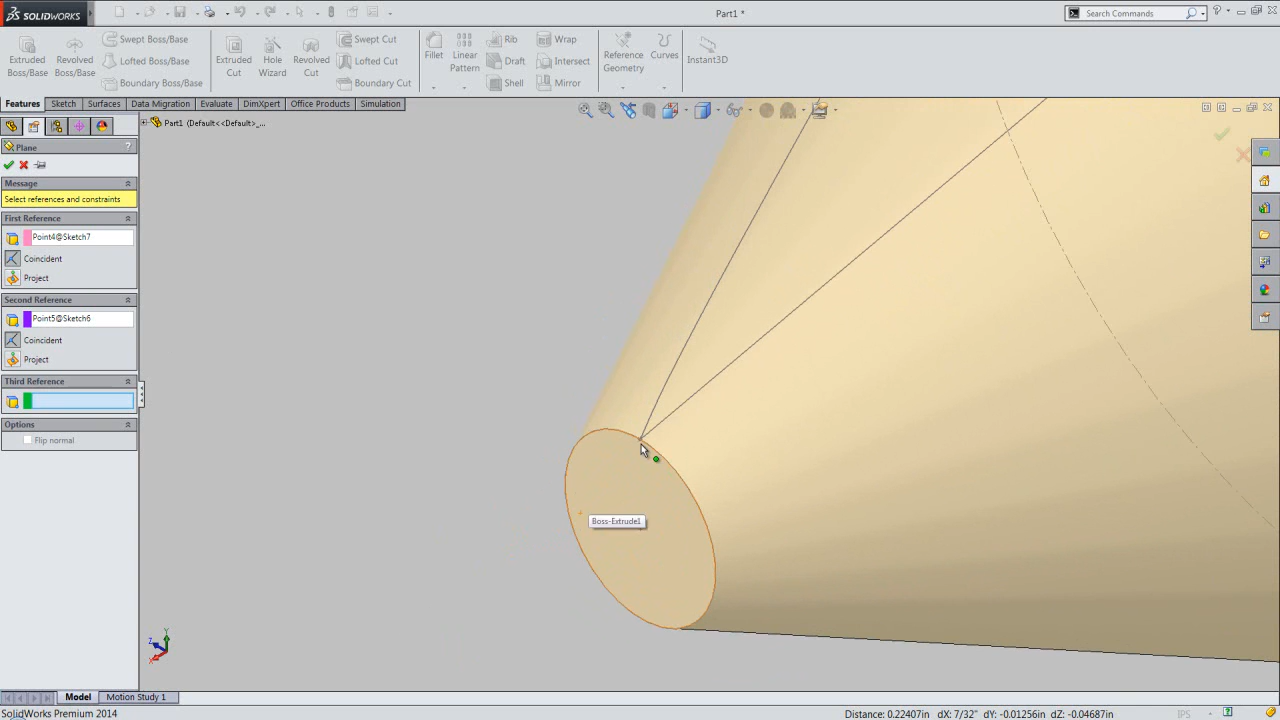 SOLIDWORKS
Part1 *
Search Commands
Extruded Boss/Base
Revolved Boss/Base
Swept Boss/Base
Lofted Boss/Base
Boundary Boss/Base
Extruded Cut
Hole Wizard
Revolved Cut
Swept Cut
Lofted Cut
Boundary Cut
Fillet
Linear Pattern
Rib
Draft
Shell
Wrap
Intersect
Mirror
Reference Geometry
Curves
Instant3D
Features Sketch Surfaces Data Migration Evaluate DimXpert Office Products Simulation
Part1 (Default<<Default>_...
Plane ?
Message
Select references and constraints
First Reference
Point4@Sketch7
Coincident
Project
Second Reference
Point5@Sketch6
Coincident
Project
Third Reference
Options
Flip normal
Boss-Extrude1
Y
Z
X
Model Motion Study 1
SolidWorks Premium 2014
Distance: 0.22407in dX: 7/32" dY: -0.01256in dZ: -0.04687in
IPS